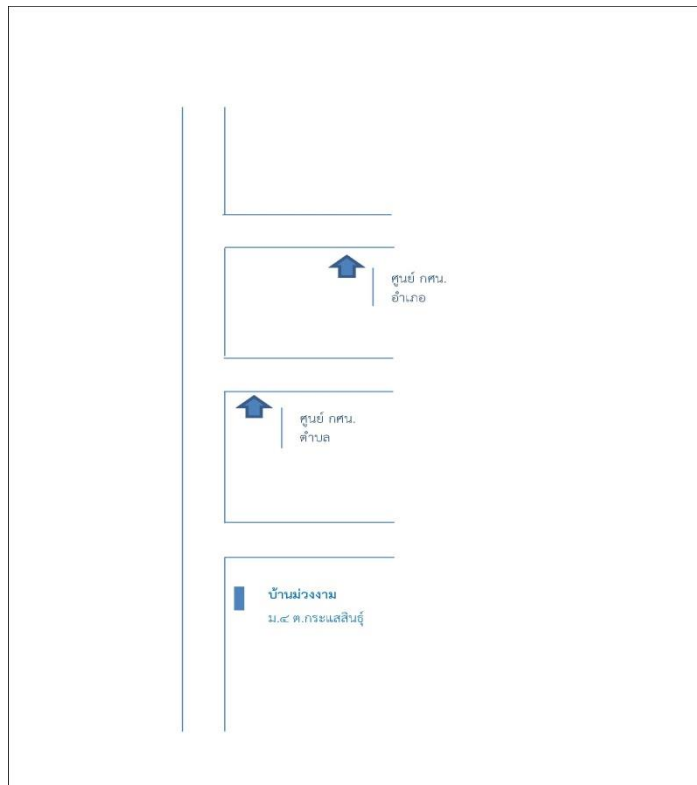 ศูนย์ กศน.
อำเภอ
ศูนย์ กศน.
ตำบล
บ้านม่วงงาม
ม.๔ ต.กระแสสินธุ์